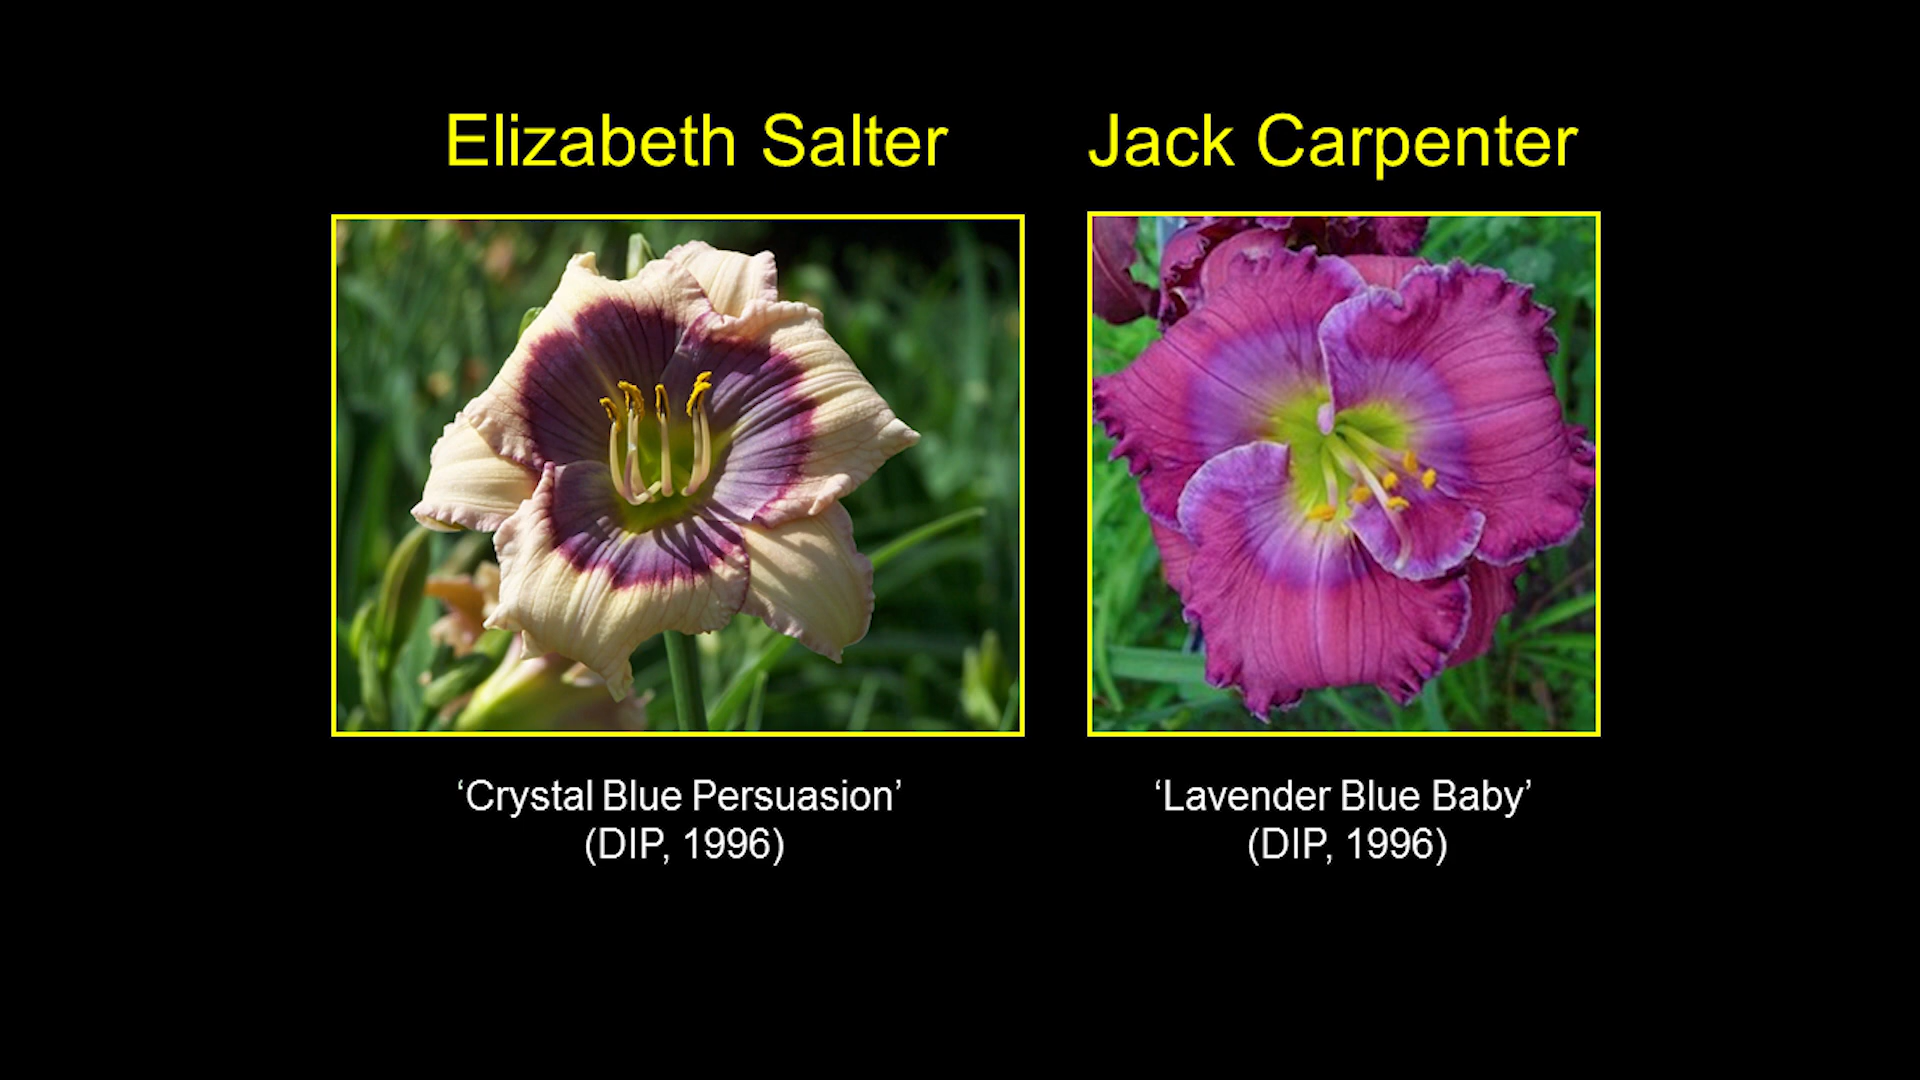 Elizabeth Salter
Jack Carpenter
‘Crystal Blue Persuasion’
(DIP, 1996)
‘Lavender Blue Baby’
(DIP, 1996)